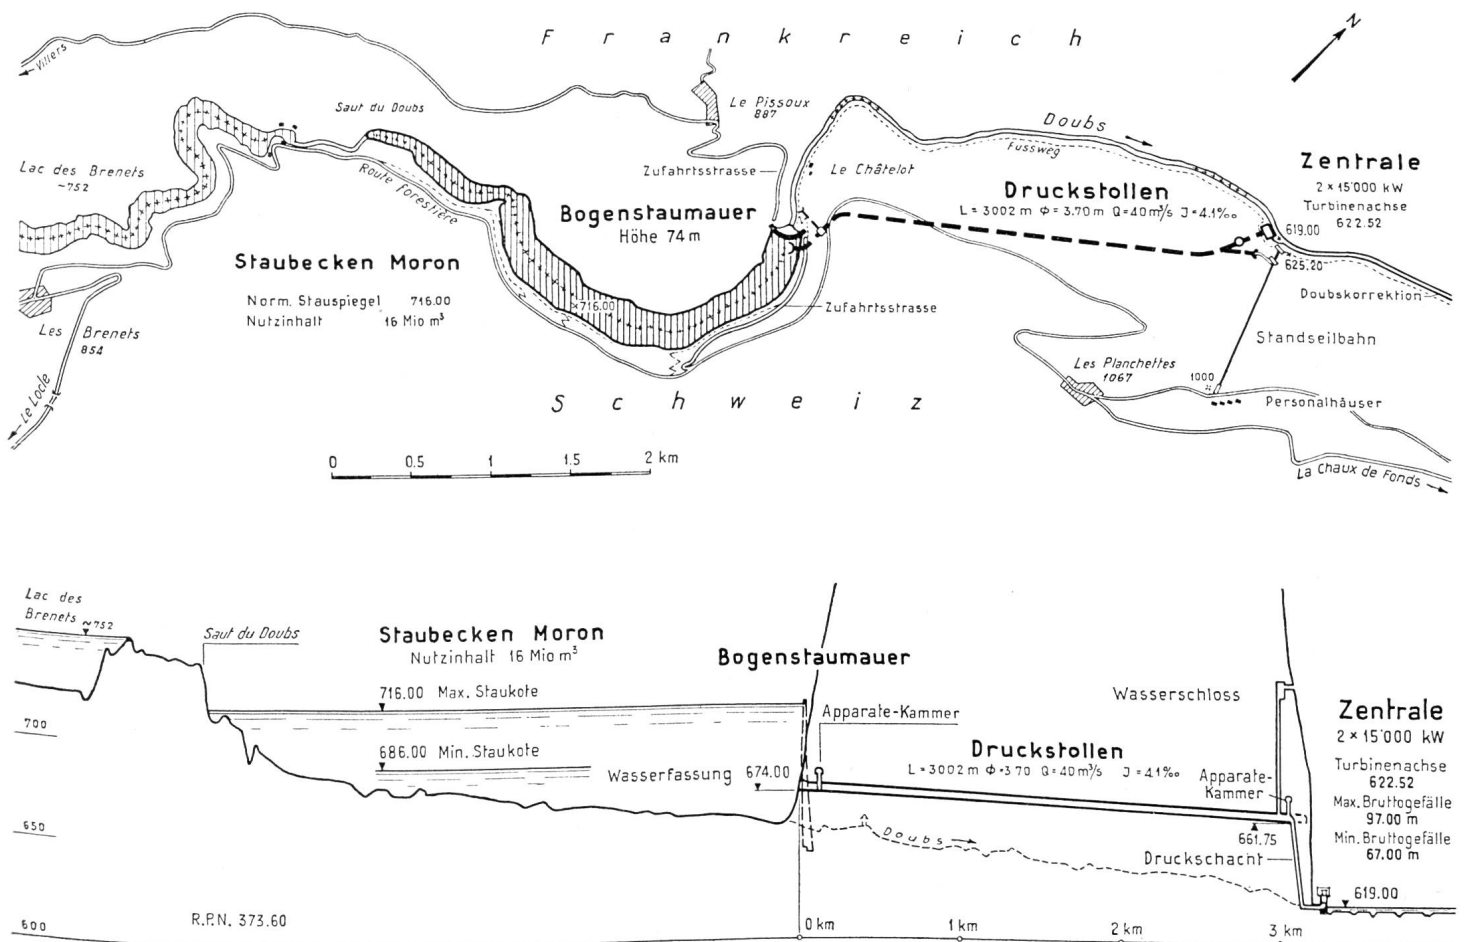 Frankreich
N
Villers
Saut du Doubs
Le Pissoux
887
Zufahrtsstrasse
Le Châtelot
Doubs
Fussweg
Zentrale
2 × 15'000 kW
Turbinenachse
622.52
Lac des Brenets
~752
Route forestière
Bogenstaumauer
Höhe 74 m
Druckstollen
L = 3002 m Φ = 3.70 m Q = 40 m³/s J = 4.1‰
619.00
625.20
Doubskorrektion
Staubecken Moron
Norm. Stauspiegel 716.00
Nutzinhalt 16 Mio m³
716.00
Zufahrtsstrasse
Les Brenets
854
Le Locle
Standseilbahn
Les Planchettes
1067
1000
Personalhäuser
Schweiz
La Chaux de Fonds
0 0.5 1 1.5 2 km
Lac des
Brenets ~752
Saut du Doubs
Staubecken Moron
Nutzinhalt 16 Mio m³
Bogenstaumauer
716.00 Max. Staukote
Apparate-Kammer
Wasserschloss
Zentrale
2 × 15'000 kW
700
686.00 Min. Staukote
Wasserfassung 674.00
Druckstollen
L = 3002 m Φ = 3.70 Q = 40 m³/s J = 4.1‰
Apparate-
Kammer
Turbinenachse
622.52
Max. Bruttogefälle
97.00 m
Min. Bruttogefälle
67.00 m
650
Doubs
661.75
Druckschacht
619.00
600
R.P.N. 373.60
0 km 1 km 2 km 3 km